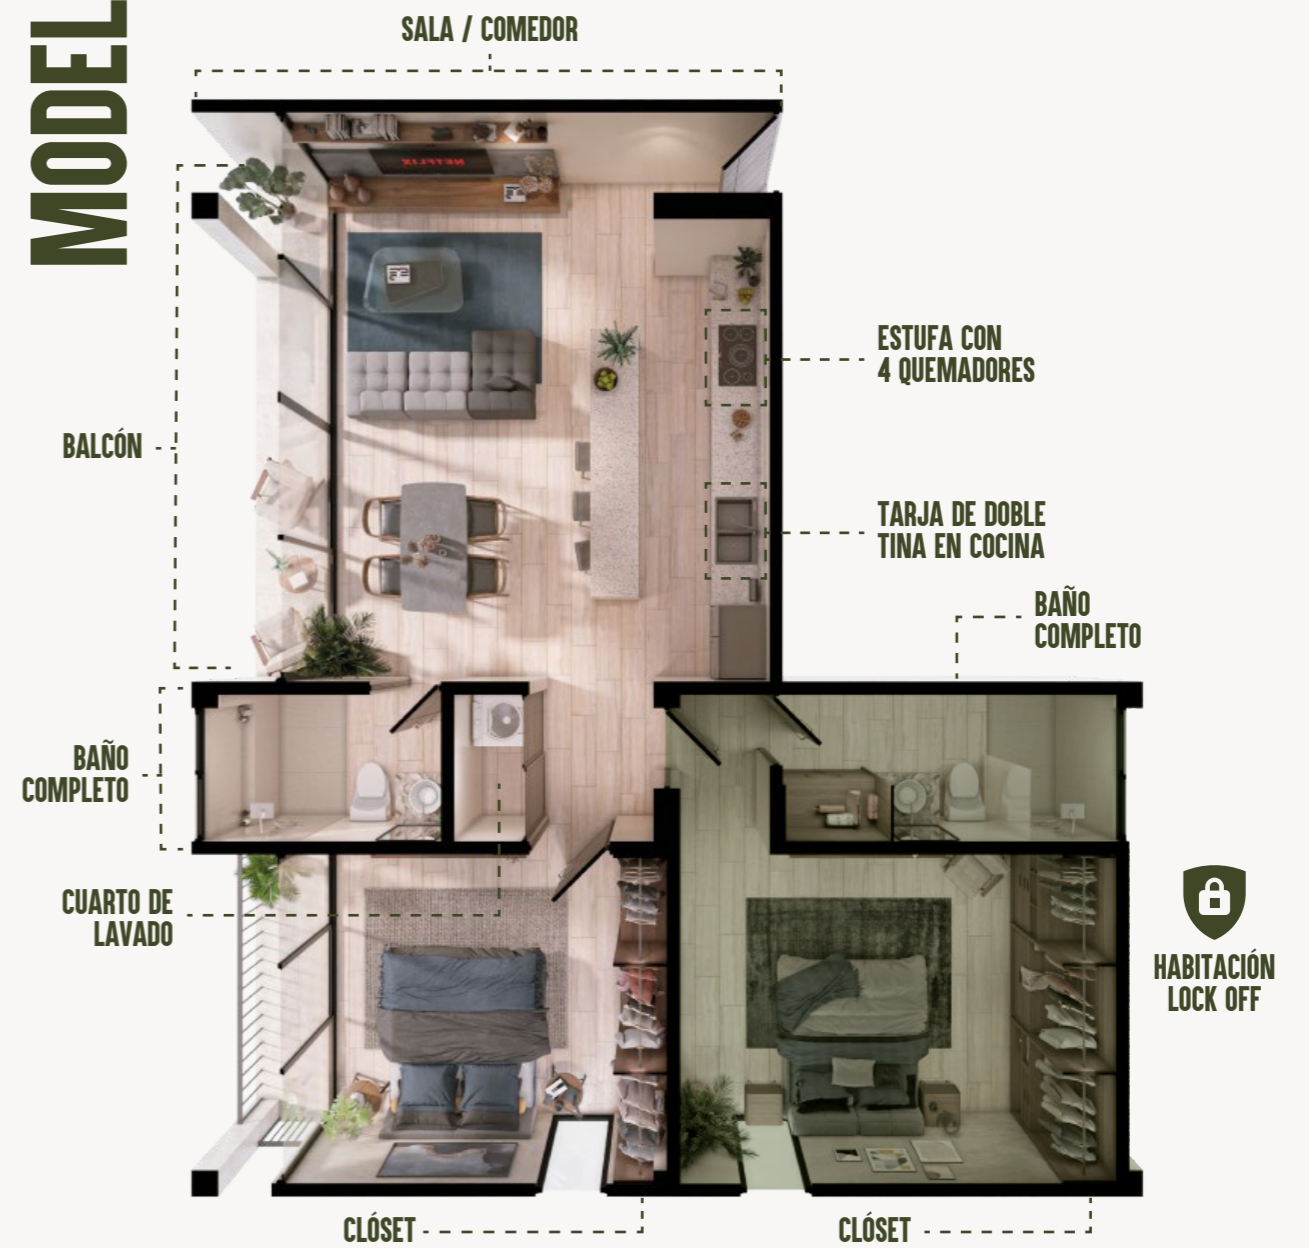 MODEL
SALA / COMEDOR
NETFLIX
ESTUFA CON
4 QUEMADORES
BALCÓN
TARJA DE DOBLE
TINA EN COCINA
BAÑO
COMPLETO
BAÑO
COMPLETO
CUARTO DE
LAVADO
HABITACIÓN
LOCK OFF
CLÓSET
CLÓSET